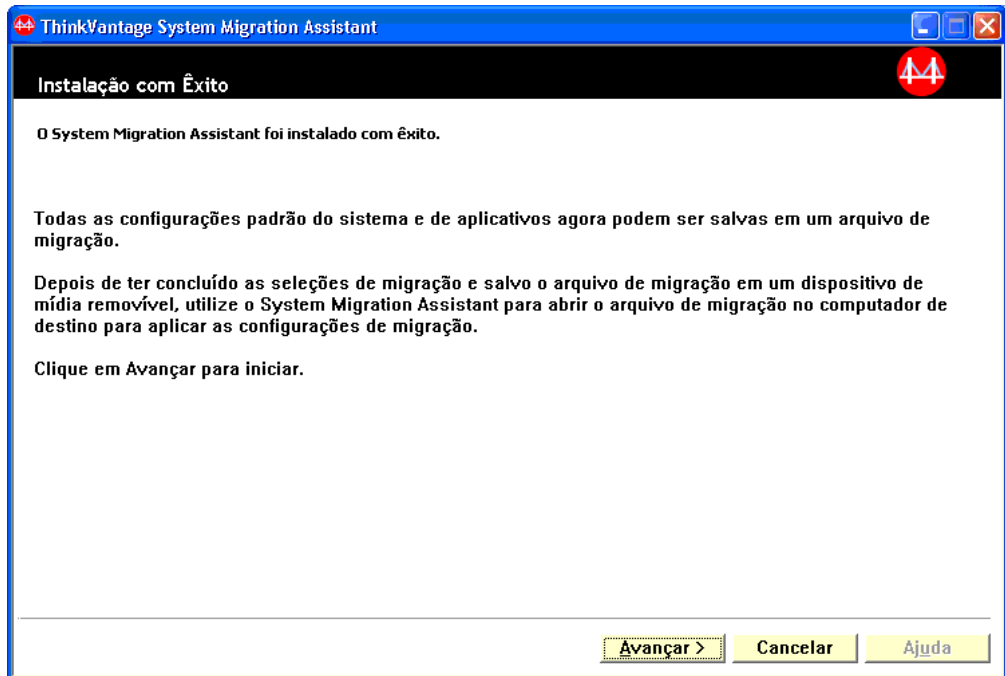 ThinkVantage System Migration Assistant
Instalação com Êxito
O System Migration Assistant foi instalado com êxito.
Todas as configurações padrão do sistema e de aplicativos agora podem ser salvas em um arquivo de
migração.
Depois de ter concluído as seleções de migração e salvo o arquivo de migração em um dispositivo de
mídia removível, utilize o System Migration Assistant para abrir o arquivo de migração no computador de
destino para aplicar as configurações de migração.
Clique em Avançar para iniciar.
Avançar > Cancelar Ajuda